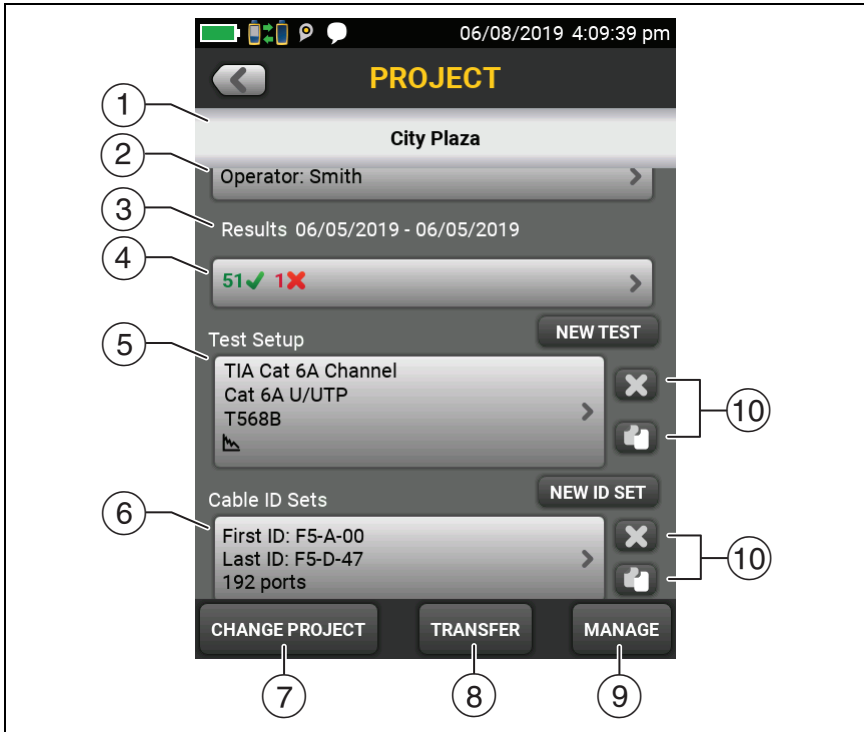 06/08/2019 4:09:39 pm
PROJECT
1
City Plaza
2
Operator: Smith
3
Results 06/05/2019 - 06/05/2019
4
51 1
NEW TEST
5
Test Setup
TIA Cat 6A Channel
Cat 6A U/UTP
T568B
10
NEW ID SET
6
Cable ID Sets
First ID: F5-A-00
Last ID: F5-D-47
192 ports
10
CHANGE PROJECT TRANSFER MANAGE
7 8 9